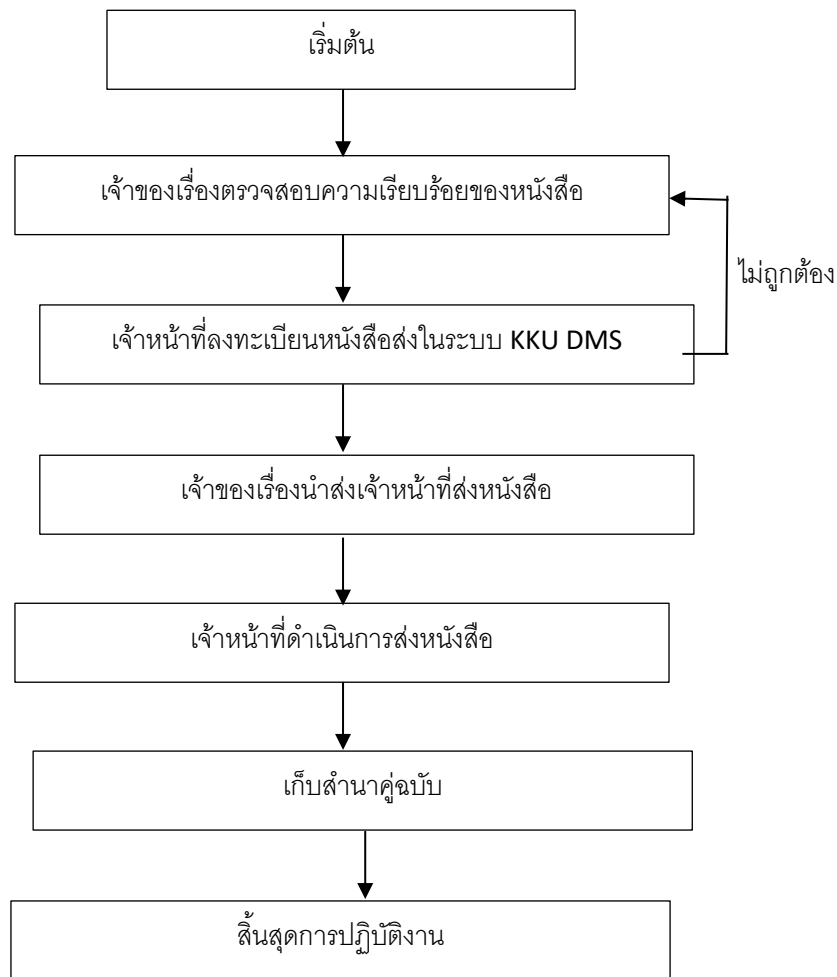 เริ่มต้น
เจ้าของเรื่องตรวจสอบความเรียบร้อยของหนังสือ
ไม่ถูกต้อง
เจ้าหน้าที่ลงทะเบียนหนังสือส่งในระบบ KKU DMS
เจ้าของเรื่องนำส่งเจ้าหน้าที่ส่งหนังสือ
เจ้าหน้าที่ดำเนินการส่งหนังสือ
เก็บสำนาคู่ฉบับ
สิ้นสุดการปฏิบัติงาน